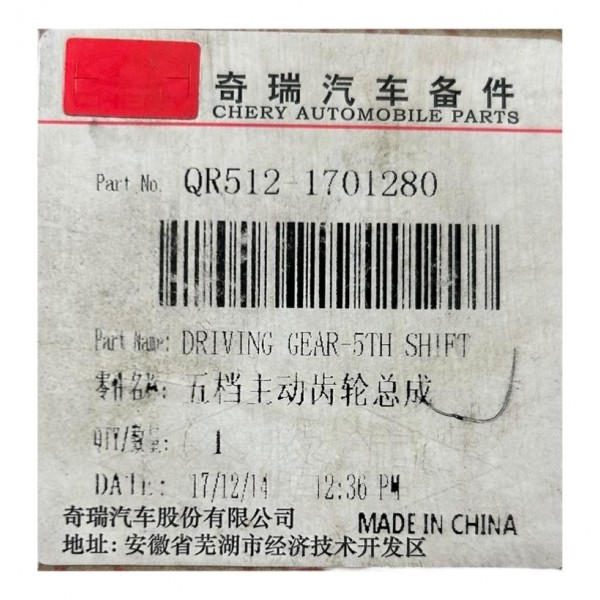 奇瑞汽车备件
CHERY AUTOMOBILE PARTS
Part No. QR512-1701280
Part Name: DRIVING GEAR-5TH SHIFT
零件名称: 五档主动齿轮总成
QTY/数量: 1
DATE: 17/12/14 12:36 PM
奇瑞汽车股份有限公司 MADE IN CHINA
地址: 安徽省芜湖市经济技术开发区